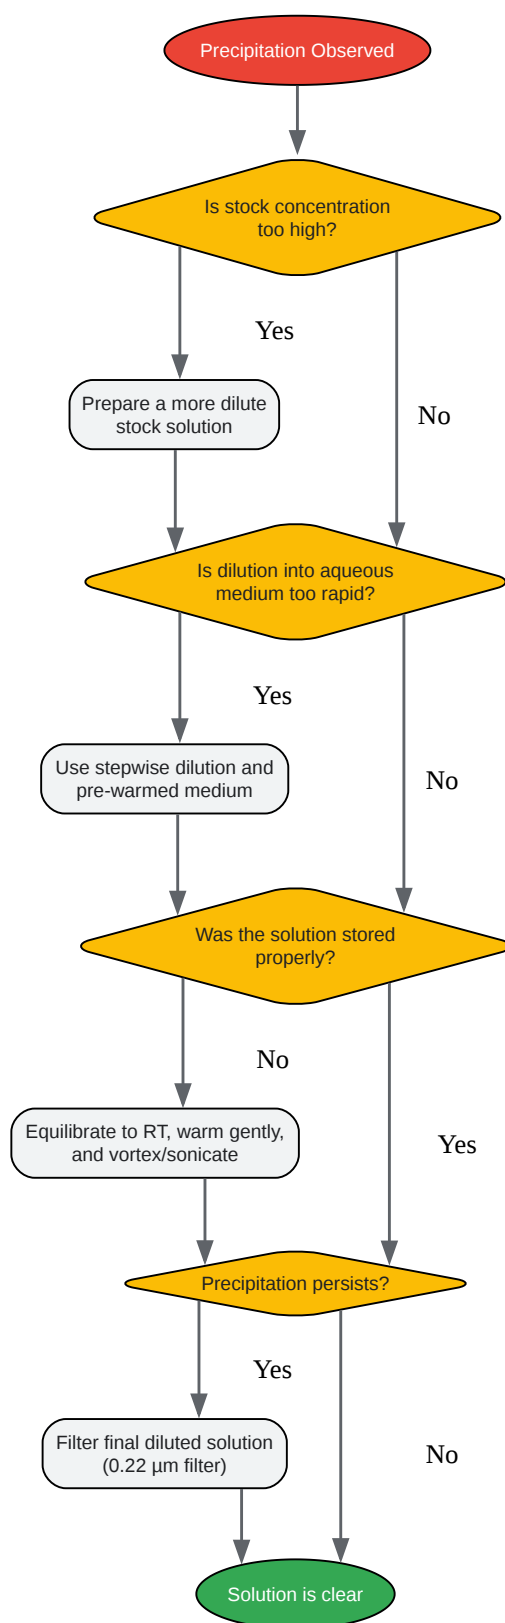 Precipitation Observed
Is stock concentration
too high?
Yes
Prepare a more dilute
stock solution
No
Is dilution into aqueous
medium too rapid?
Yes
Use stepwise dilution and
pre-warmed medium
No
Was the solution stored
properly?
No
Equilibrate to RT, warm gently,
and vortex/sonicate
Yes
Precipitation persists?
Yes
Filter final diluted solution
(0.22 µm filter)
No
Solution is clear